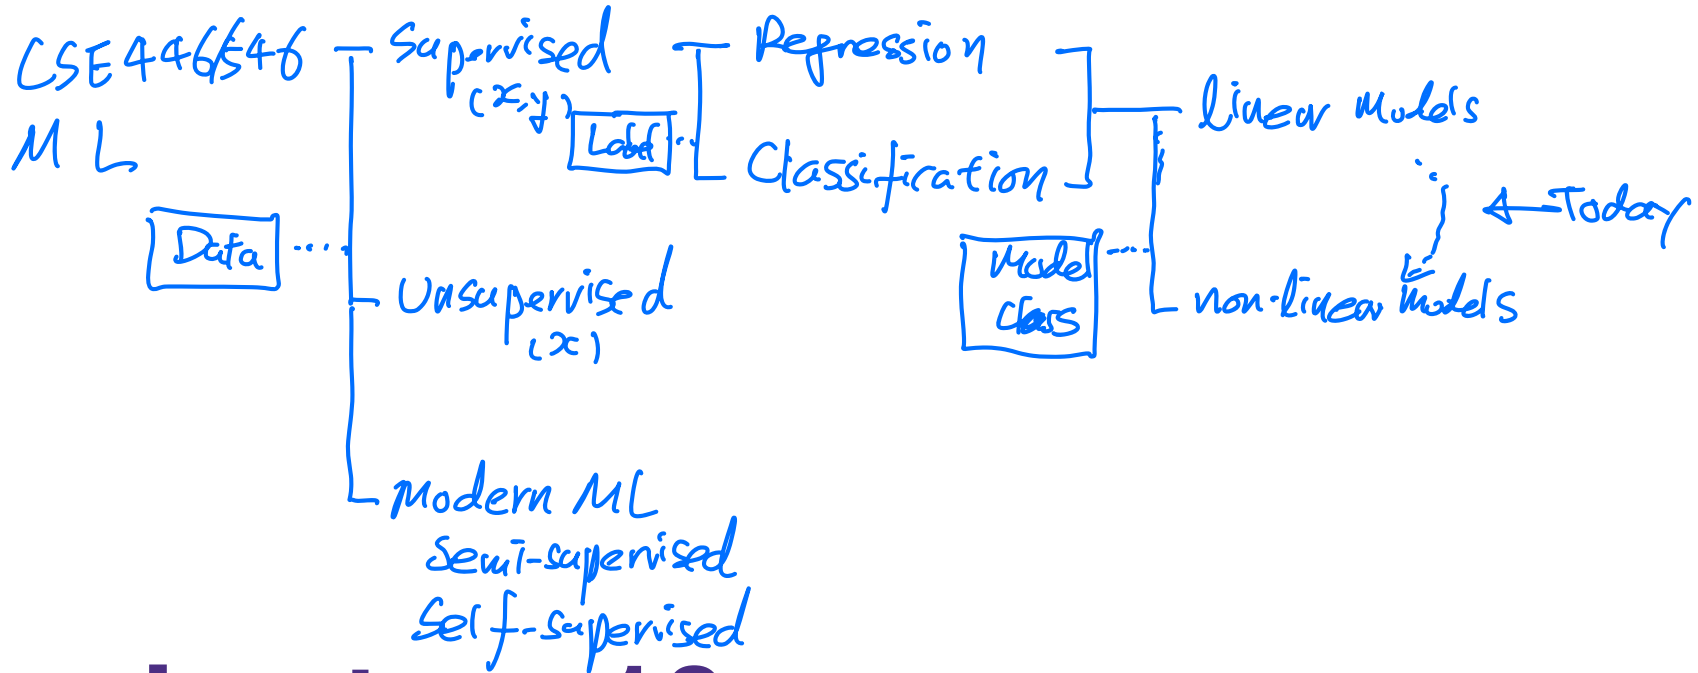 CSE446/546
ML
Data
Supervised
(x,y)
Label
Regression
Classification
linear models
Today
Model
class
non-linear models
Unsupervised
(x)
Modern ML
Semi-supervised
Self-supervised